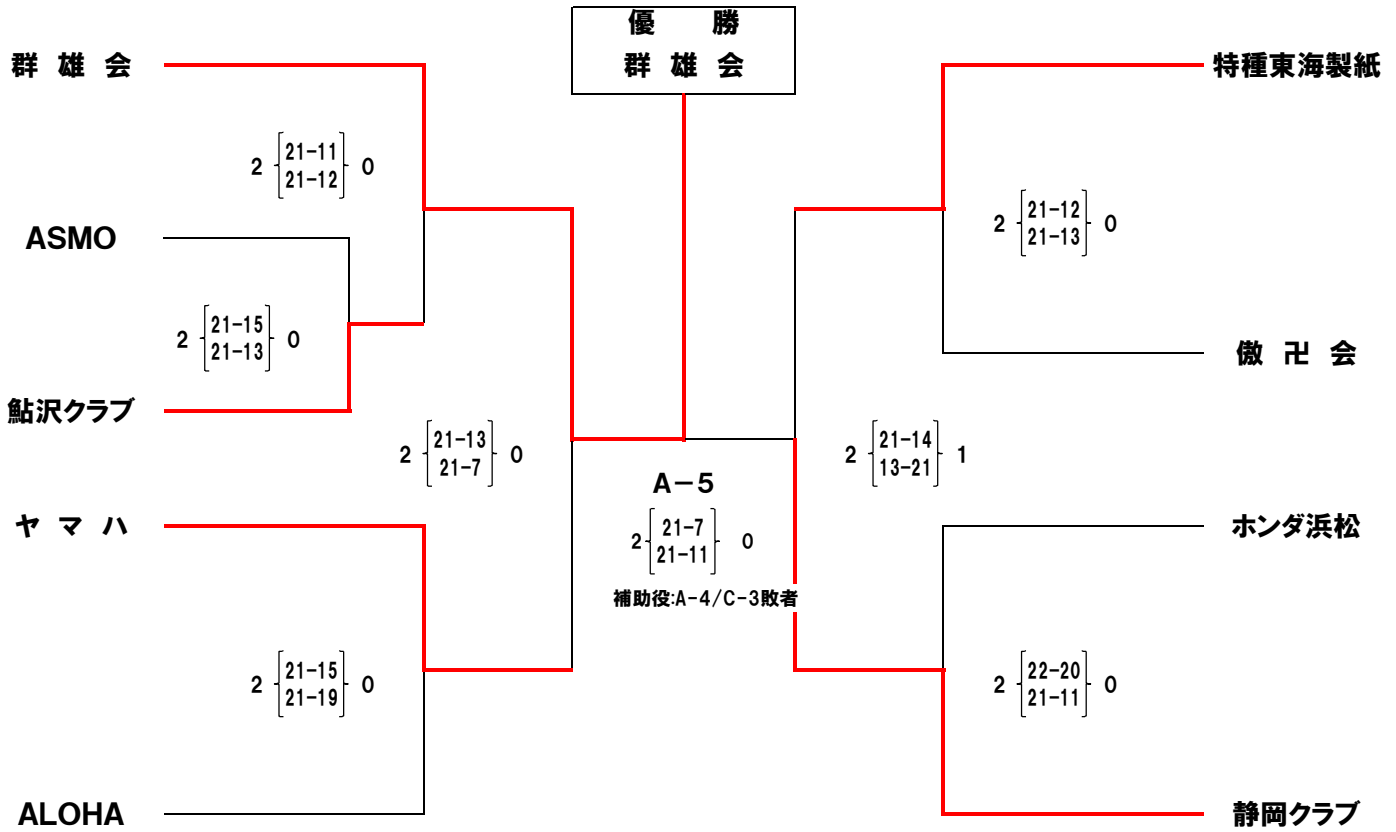 優　勝
群 雄 会
群 雄 会
特種東海製紙
2 21-11 0
21-12
2 21-12 0
21-13
ASMO
2 21-15 0
21-13
傲 卍 会
鮎沢クラブ
2 21-13 0
21-7
2 21-14 1
13-21
A－5
2 21-7 0
21-11
補助役:A-4/C-3敗者
ヤ マ ハ
ホンダ浜松
2 21-15 0
21-19
2 22-20 0
21-11
ALOHA
静岡クラブ